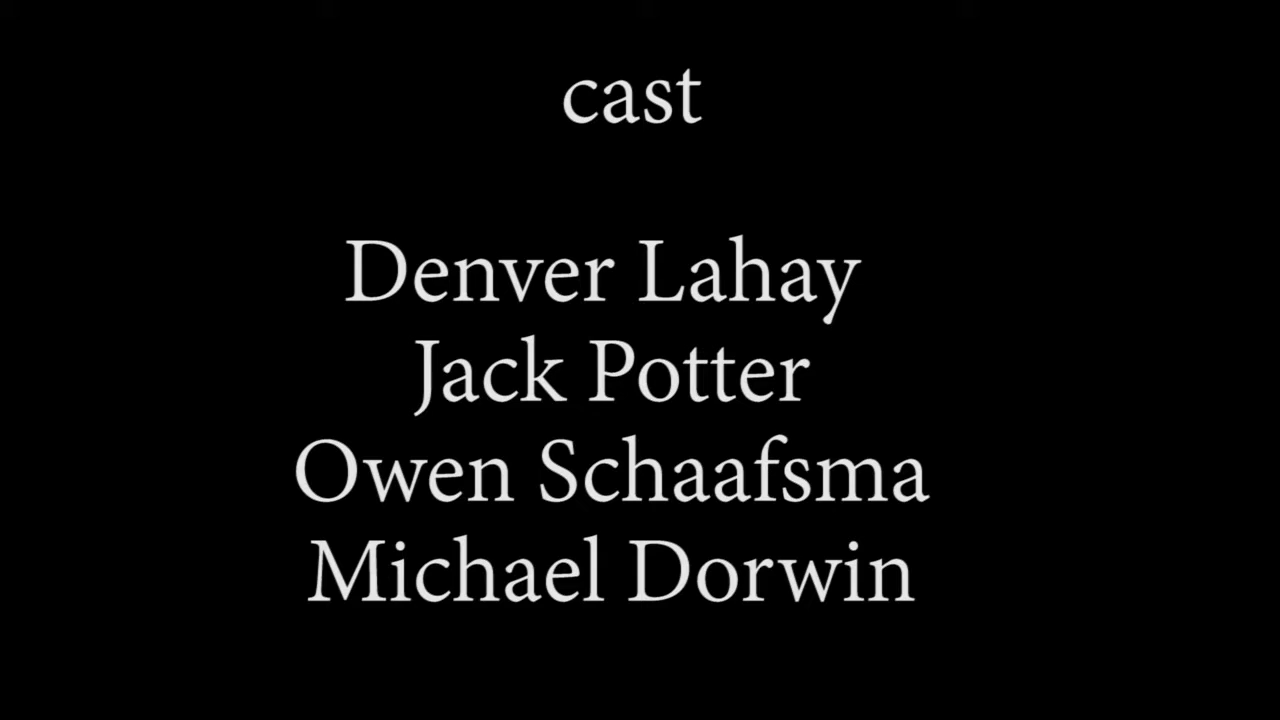 cast
Denver Lahay
Jack Potter
Owen Schaafsma
Michael Dorwin